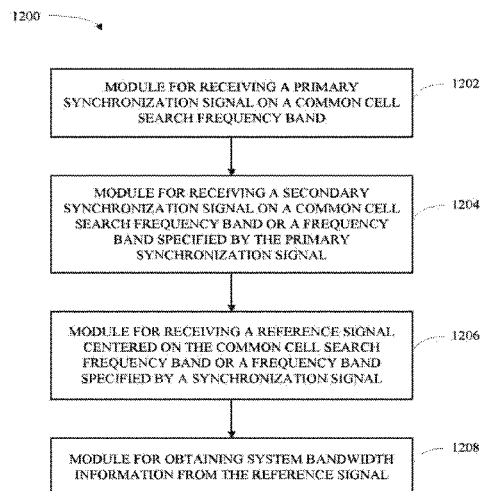 1200
MODULE FOR RECEIVING A PRIMARY
SYNCHRONIZATION SIGNAL ON A COMMON CELL
SEARCH FREQUENCY BAND
1202
MODULE FOR RECEIVING A SECONDARY
SYNCHRONIZATION SIGNAL ON A COMMON CELL
SEARCH FREQUENCY BAND OR A FREQUENCY
BAND SPECIFIED BY THE PRIMARY
SYNCHRONIZATION SIGNAL
1204
MODULE FOR RECEIVING A REFERENCE SIGNAL
CENTERED ON THE COMMON CELL SEARCH
FREQUENCY BAND OR A FREQUENCY BAND
SPECIFIED BY A SYNCHRONIZATION SIGNAL
1206
MODULE FOR OBTAINING SYSTEM BANDWIDTH
INFORMATION FROM THE REFERENCE SIGNAL
1208